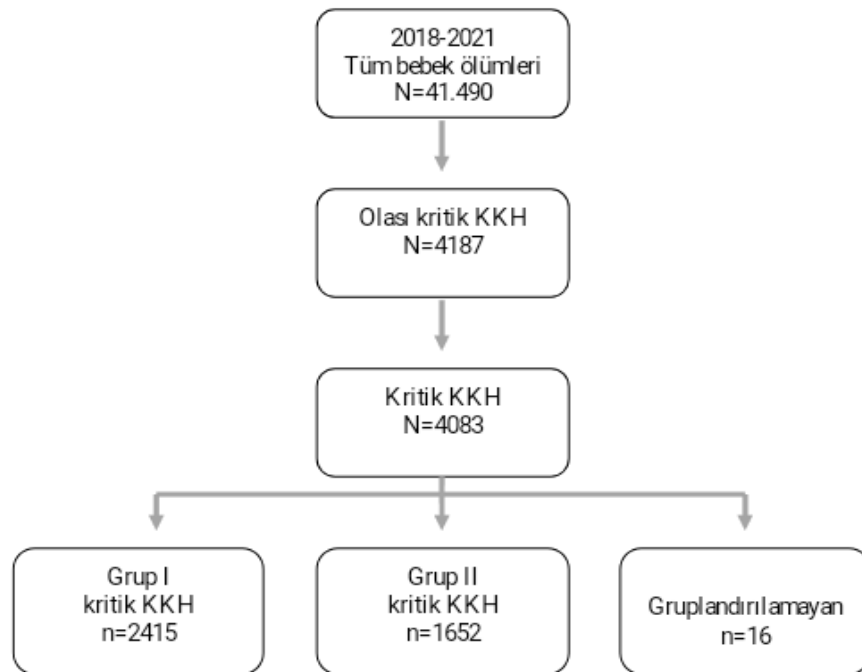 2018-2021
Tüm bebek ölümleri
N=41.490
Olası kritik KKH
N=4187
Kritik KKH
N=4083
Grup I
kritik KKH
n=2415
Grup II
kritik KKH
n=1652
Gruplandırılamayan
n=16